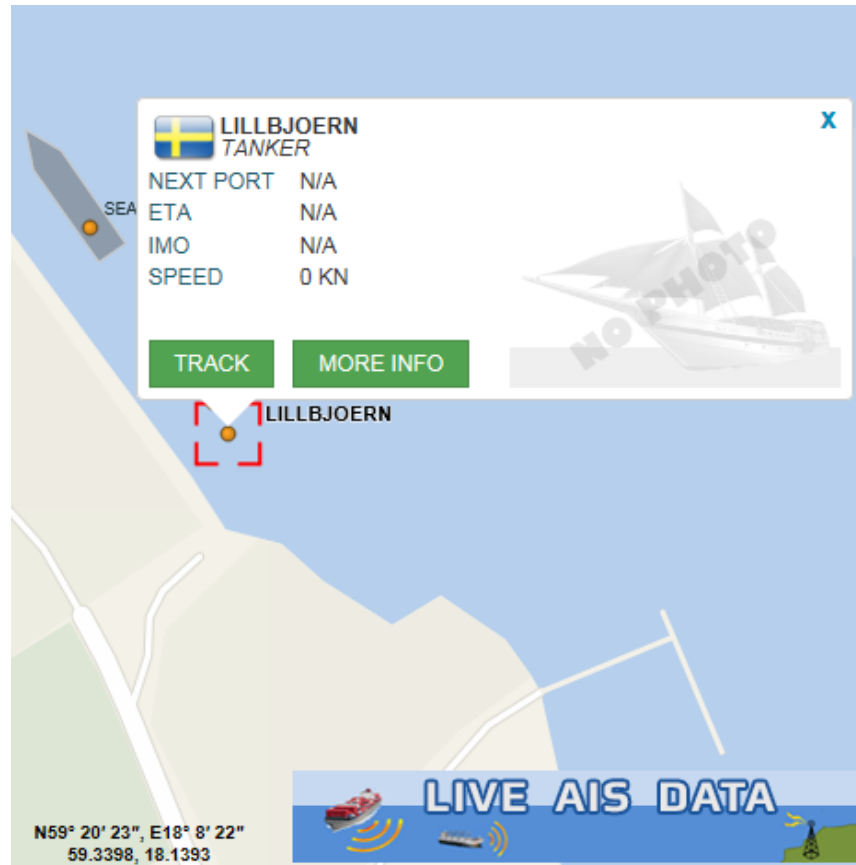 LILLBJOERN
X
TANKER
NEXT PORT N/A
SEA
ETA N/A
IMO N/A
SPEED 0 KN
NO PHOTO
TRACK MORE INFO
LILLBJOERN
LIVE AIS DATA
N59° 20' 23", E18° 8' 22"
59.3398, 18.1393